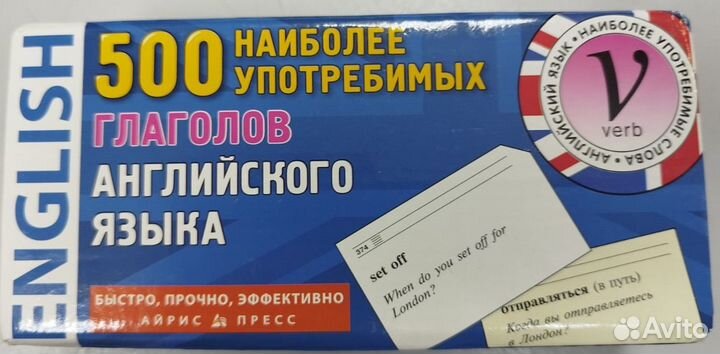 ENGLISH
500 НАИБОЛЕЕ
УПОТРЕБИМЫХ
ГЛАГОЛОВ
АНГЛИЙСКОГО
ЯЗЫКА
БЫСТРО, ПРОЧНО, ЭФФЕКТИВНО
АЙРИС ПРЕСС
АНГЛИЙСКИЙ ЯЗЫК • НАИБОЛЕЕ УПОТРЕБИМЫЕ СЛОВА •
V
verb
374
set off
When do you set off for
London?
отправляться (в путь)
Когда вы отправляетесь
в Лондон?
Avito